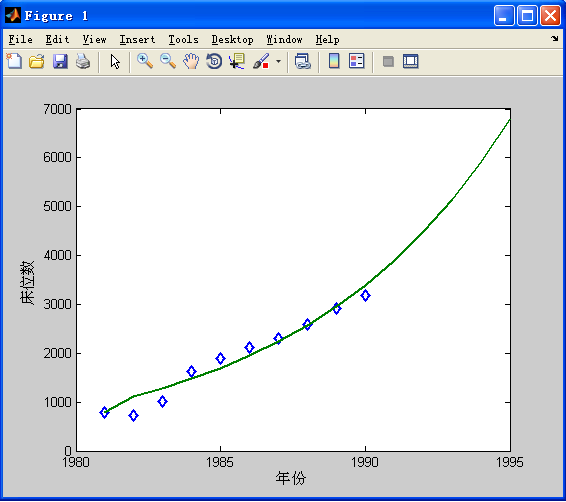 Figure 1
File Edit View Insert Tools Desktop Window Help
7000
6000
5000
4000
3000
2000
1000
0
床位数
1980 1985 1990 1995
年份